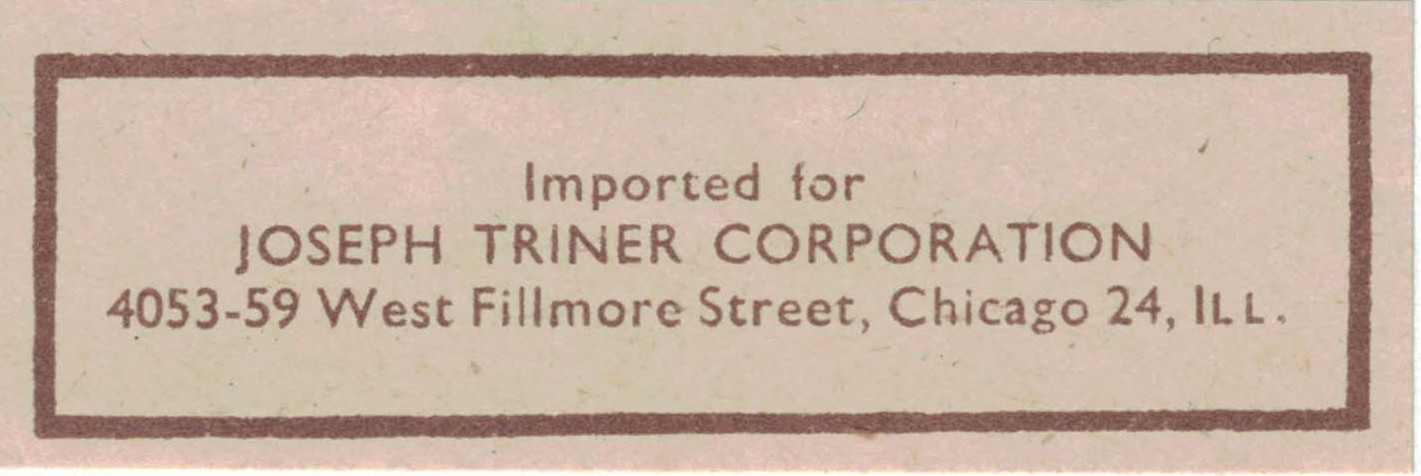 Imported for
JOSEPH TRINER CORPORATION
4053-59 West Fillmore Street, Chicago 24, ILL.